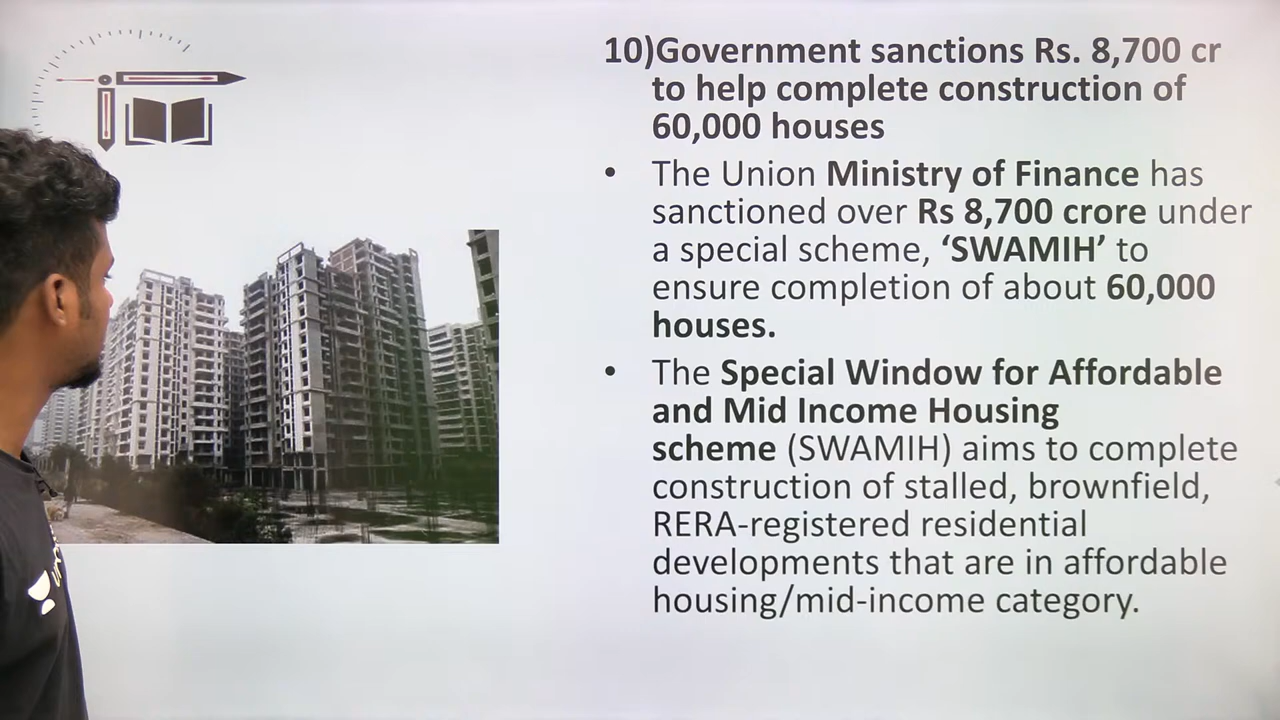 10)Government sanctions Rs. 8,700 cr
to help complete construction of
60,000 houses
• The Union Ministry of Finance has
sanctioned over Rs 8,700 crore under
a special scheme, ‘SWAMIH’ to
ensure completion of about 60,000
houses.
• The Special Window for Affordable
and Mid Income Housing
scheme (SWAMIH) aims to complete
construction of stalled, brownfield,
RERA-registered residential
developments that are in affordable
housing/mid-income category.